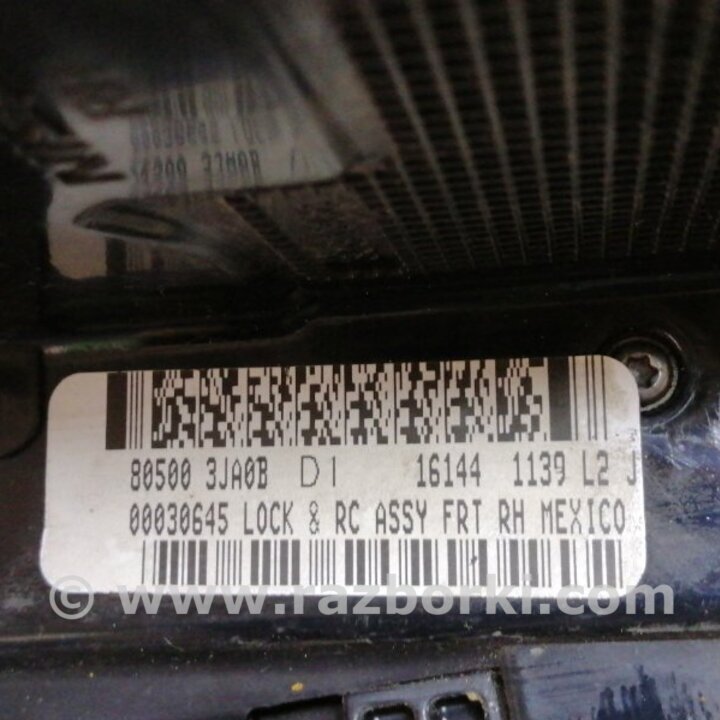 80500 3JA0B D1 16144 1139 L2 J
00030645 LOCK & RC ASSY FRT RH MEXICO
© www.razborki.com